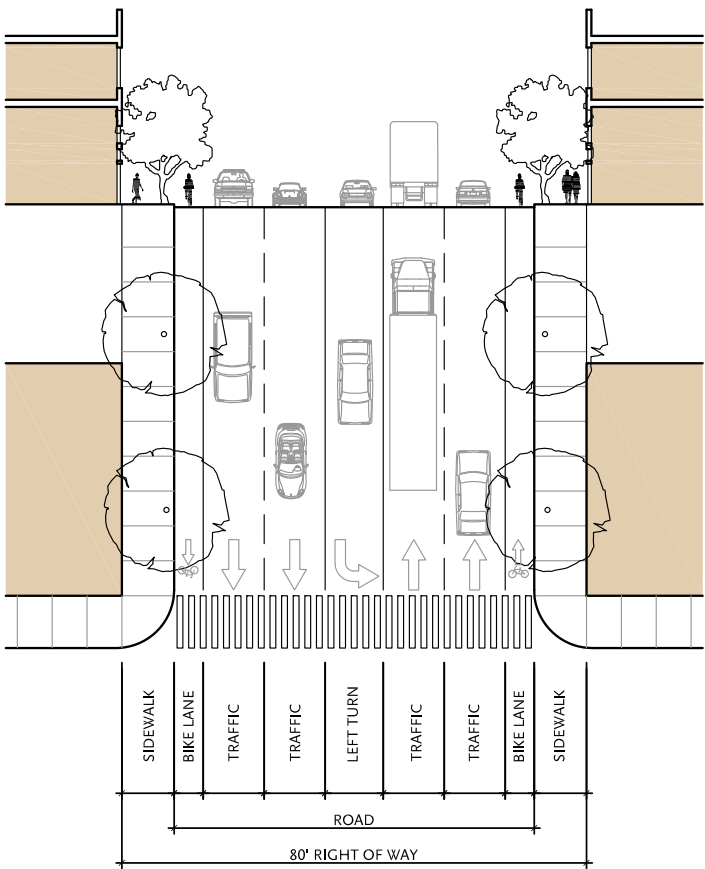 SIDEWALK
BIKE LANE
TRAFFIC
TRAFFIC
LEFT TURN
TRAFFIC
TRAFFIC
BIKE LANE
SIDEWALK
ROAD
80' RIGHT OF WAY